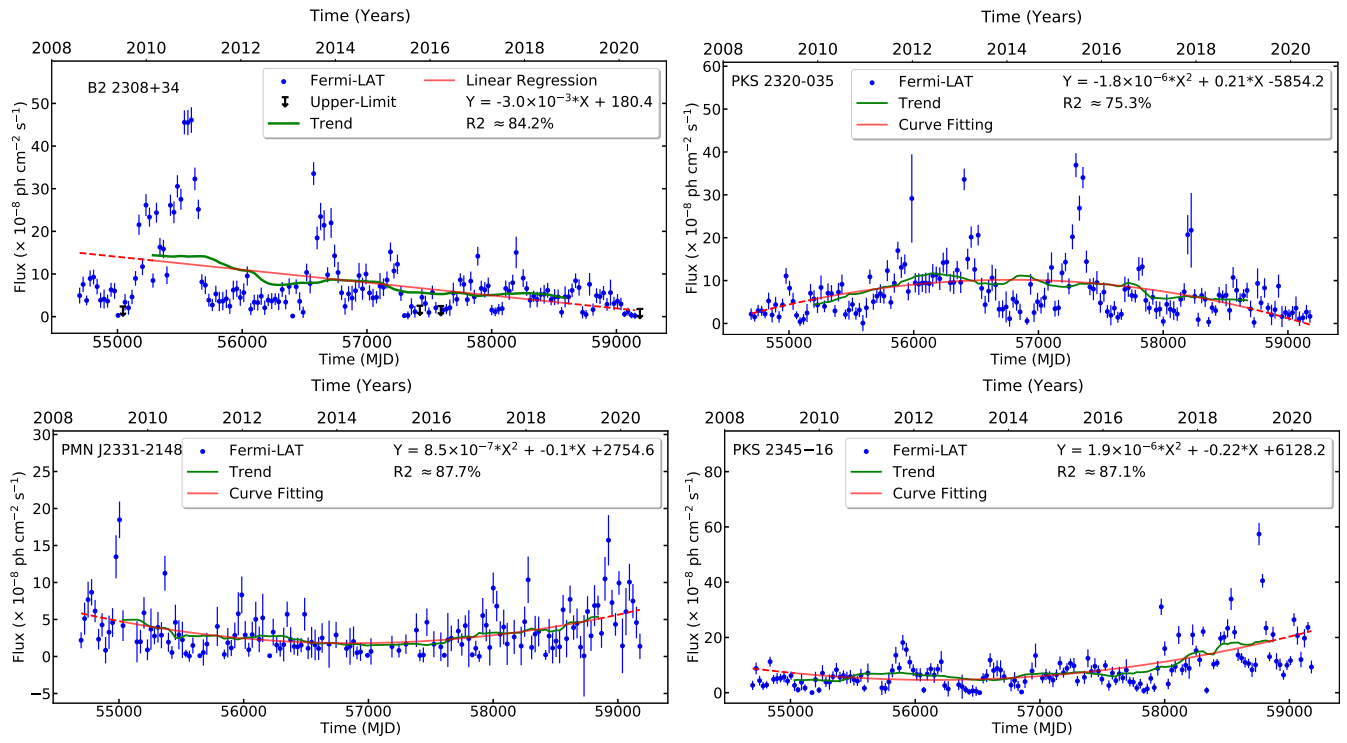 Time (Years)
2008 2010 2012 2014 2016 2018 2020
B2 2308+34
Fermi-LAT
Upper-Limit
Trend
Linear Regression
Y = -3.0×10⁻³*X + 180.4
R2 ≈84.2%
Flux (× 10⁻⁸ ph cm⁻² s⁻¹)
50
40
30
20
10
0
55000 56000 57000 58000 59000
Time (MJD)
Time (Years)
2008 2010 2012 2014 2016 2018 2020
PKS 2320-035
Fermi-LAT
Trend
Curve Fitting
Y = -1.8×10⁻⁶*X² + 0.21*X -5854.2
R2 ≈75.3%
Flux (× 10⁻⁸ ph cm⁻² s⁻¹)
60
50
40
30
20
10
0
55000 56000 57000 58000 59000
Time (MJD)
Time (Years)
2008 2010 2012 2014 2016 2018 2020
PMN J2331-2148
Fermi-LAT
Trend
Curve Fitting
Y = 8.5×10⁻⁷*X² + -0.1*X +2754.6
R2 ≈87.7%
Flux (× 10⁻⁸ ph cm⁻² s⁻¹)
30
25
20
15
10
5
0
−5
55000 56000 57000 58000 59000
Time (MJD)
Time (Years)
2008 2010 2012 2014 2016 2018 2020
PKS 2345−16
Fermi-LAT
Trend
Curve Fitting
Y = 1.9×10⁻⁶*X² + -0.22*X +6128.2
R2 ≈87.1%
Flux (× 10⁻⁸ ph cm⁻² s⁻¹)
80
60
40
20
0
55000 56000 57000 58000 59000
Time (MJD)